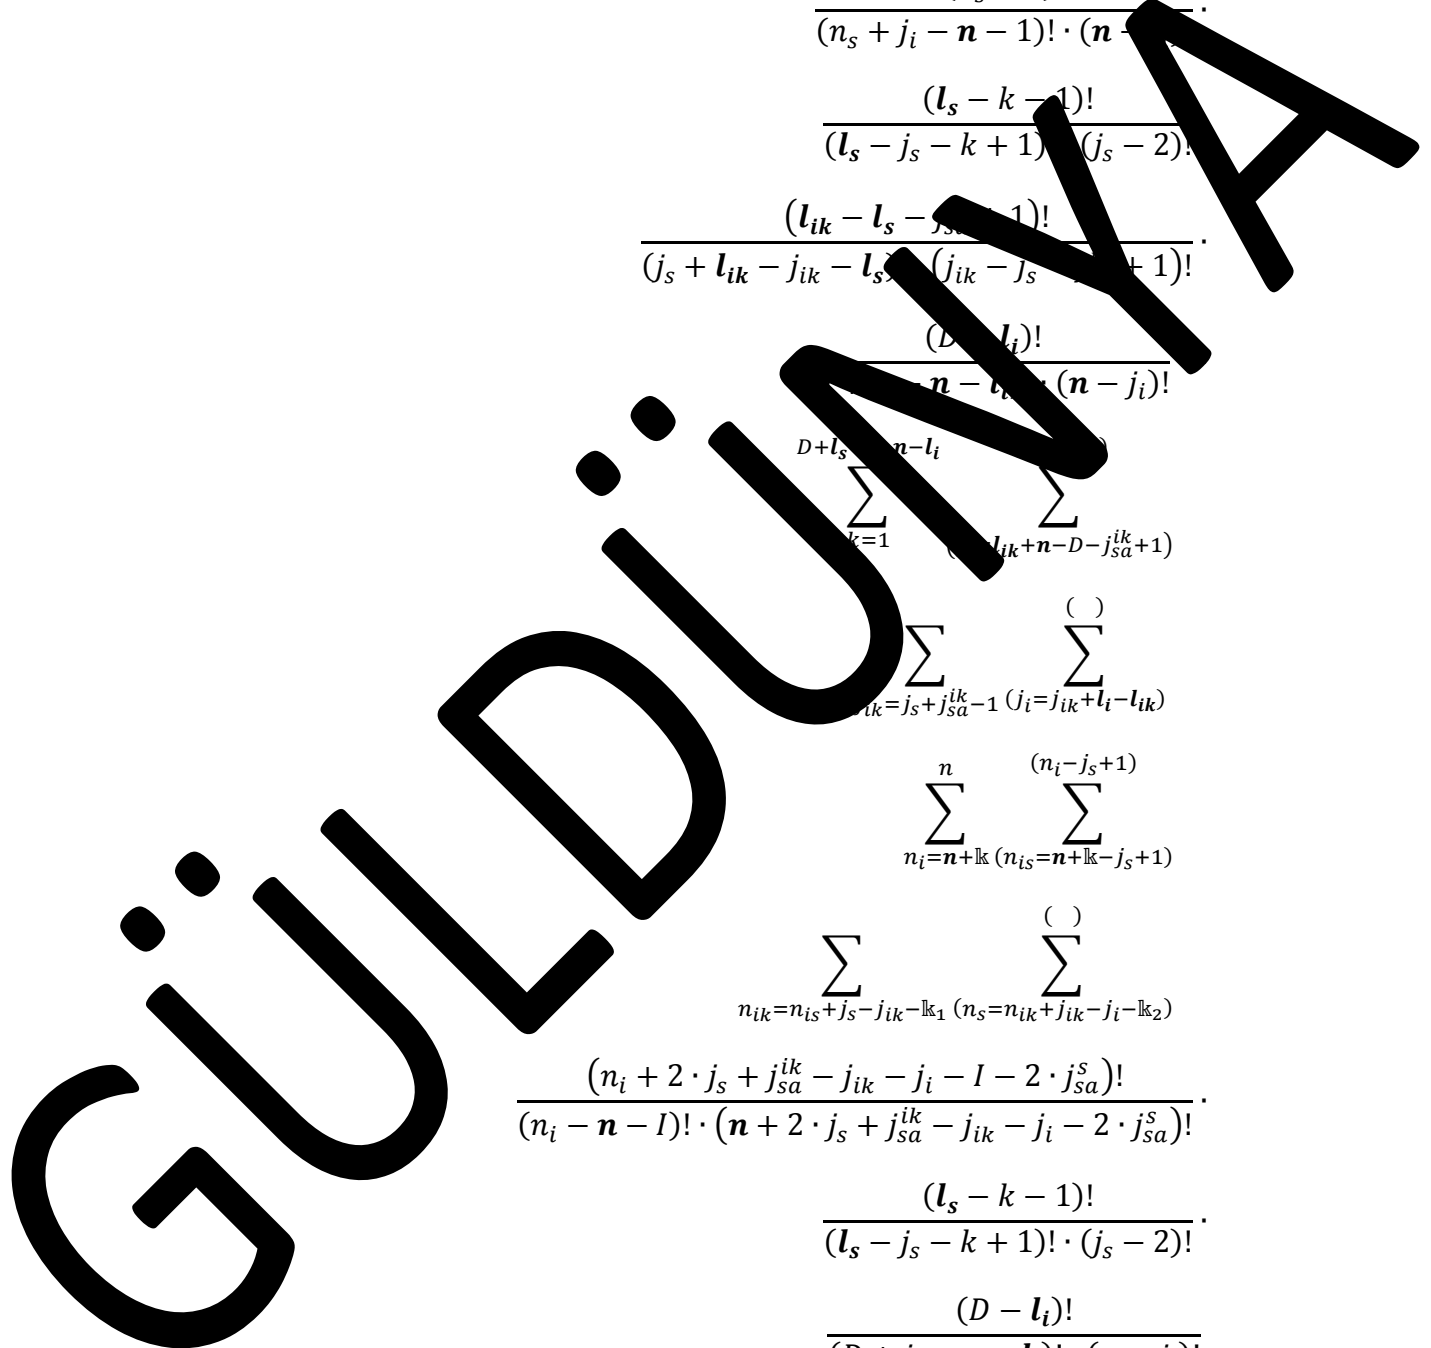 (n_s + j_i − n − 1)! · (n −
(l_s − k − 1)!
(l_s − j_s − k + 1) (j_s − 2)!
(l_ik − l_s − 1)!
(j_s + l_ik − j_ik − l_s) (j_ik − j_s + 1)! ·
(D l_i)!
n − · (n − j_i)!
D+l_s n−l_i
∑ ∑
k=1 l_ik+n−D−j_sa^ik+1)
( )
∑ ∑
j_ik=j_s+j_sa^ik−1 (j_i=j_ik+l_i−l_ik)
n (n_i−j_s+1)
∑ ∑
n_i=n+𝕜 (n_is=n+𝕜−j_s+1)
( )
∑ ∑
n_ik=n_is+j_s−j_ik−𝕜_1 (n_s=n_ik+j_ik−j_i−𝕜_2)
(n_i + 2 · j_s + j_sa^ik − j_ik − j_i − I − 2 · j_sa^s)!
(n_i − n − I)! · (n + 2 · j_s + j_sa^ik − j_ik − j_i − 2 · j_sa^s)! ·
(l_s − k − 1)!
(l_s − j_s − k + 1)! · (j_s − 2)! ·
(D − l_i)!
GÜLDÜNYA